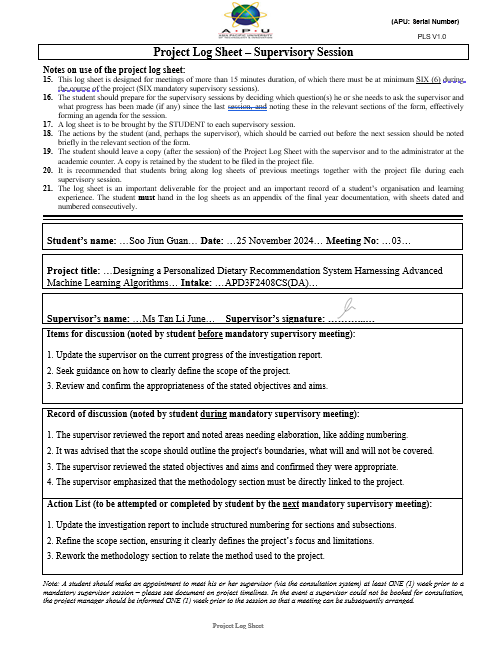 (APU: Serial Number)
A • P • U
ASIA PACIFIC UNIVERSITY
PLS V1.0
Project Log Sheet – Supervisory Session
Notes on use of the project log sheet:
15. This log sheet is designed for meetings of more than 15 minutes duration, of which there must be at minimum SIX (6) during
the course of the project (SIX mandatory supervisory sessions).
16. The student should prepare for the supervisory sessions by deciding which question(s) he or she needs to ask the supervisor and
what progress has been made (if any) since the last session, and noting these in the relevant sections of the form, effectively
forming an agenda for the session.
17. A log sheet is to be brought by the STUDENT to each supervisory session.
18. The actions by the student (and, perhaps the supervisor), which should be carried out before the next session should be noted
briefly in the relevant section of the form.
19. The student should leave a copy (after the session) of the Project Log Sheet with the supervisor and to the administrator at the
academic counter. A copy is retained by the student to be filed in the project file.
20. It is recommended that students bring along log sheets of previous meetings together with the project file during each
supervisory session.
21. The log sheet is an important deliverable for the project and an important record of a student's organisation and learning
experience. The student must hand in the log sheets as an appendix of the final year documentation, with sheets dated and
numbered consecutively.
Student's name: …Soo Jiun Guan… Date: …25 November 2024… Meeting No: …03…
Project title: …Designing a Personalized Dietary Recommendation System Harnessing Advanced
Machine Learning Algorithms… Intake: …APD3F2408CS(DA)…
Supervisor's name: …Ms Tan Li June… Supervisor's signature: ……….…
Items for discussion (noted by student before mandatory supervisory meeting):
1. Update the supervisor on the current progress of the investigation report.
2. Seek guidance on how to clearly define the scope of the project.
3. Review and confirm the appropriateness of the stated objectives and aims.
Record of discussion (noted by student during mandatory supervisory meeting):
1. The supervisor reviewed the report and noted areas needing elaboration, like adding numbering.
2. It was advised that the scope should outline the project's boundaries, what will and will not be covered.
3. The supervisor reviewed the stated objectives and aims and confirmed they were appropriate.
4. The supervisor emphasized that the methodology section must be directly linked to the project.
Action List (to be attempted or completed by student by the next mandatory supervisory meeting):
1. Update the investigation report to include structured numbering for sections and subsections.
2. Refine the scope section, ensuring it clearly defines the project's focus and limitations.
3. Rework the methodology section to relate the method used to the project.
Note: A student should make an appointment to meet his or her supervisor (via the consultation system) at least ONE (1) week prior to a
mandatory supervisor session – please see document on project timelines. In the event a supervisor could not be booked for consultation,
the project manager should be informed ONE (1) week prior to the session so that a meeting can be subsequently arranged.
Project Log Sheet